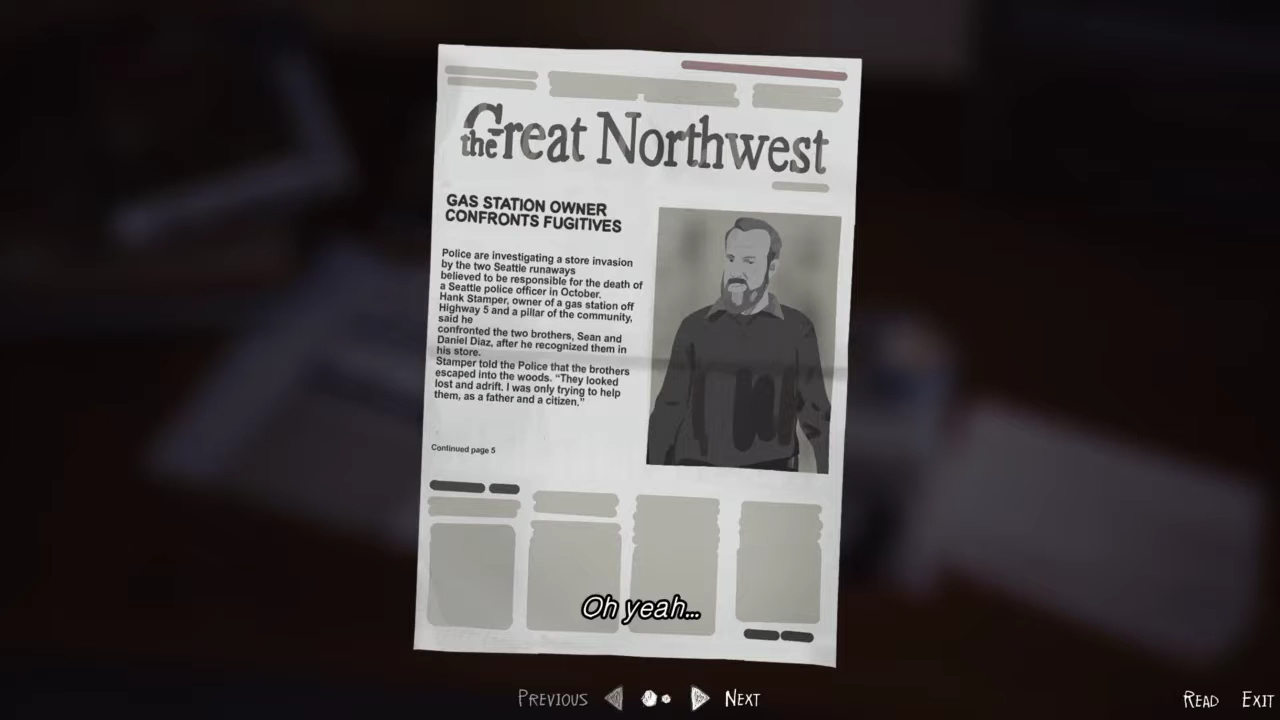 the Great Northwest
GAS STATION OWNER
CONFRONTS FUGITIVES
Police are investigating a store invasion
by the two Seattle runaways
believed to be responsible for the death of
a Seattle police officer in October.
Hank Stamper, owner of a gas station off
Highway 5 and a pillar of the community,
said he
confronted the two brothers, Sean and
Daniel Diaz, after he recognized them in
his store.
Stamper told the Police that the brothers
escaped into the woods. “They looked
lost and adrift. I was only trying to help
them, as a father and a citizen.”
Continued page 5
Oh yeah...
PREVIOUS
NEXT
READ
EXIT